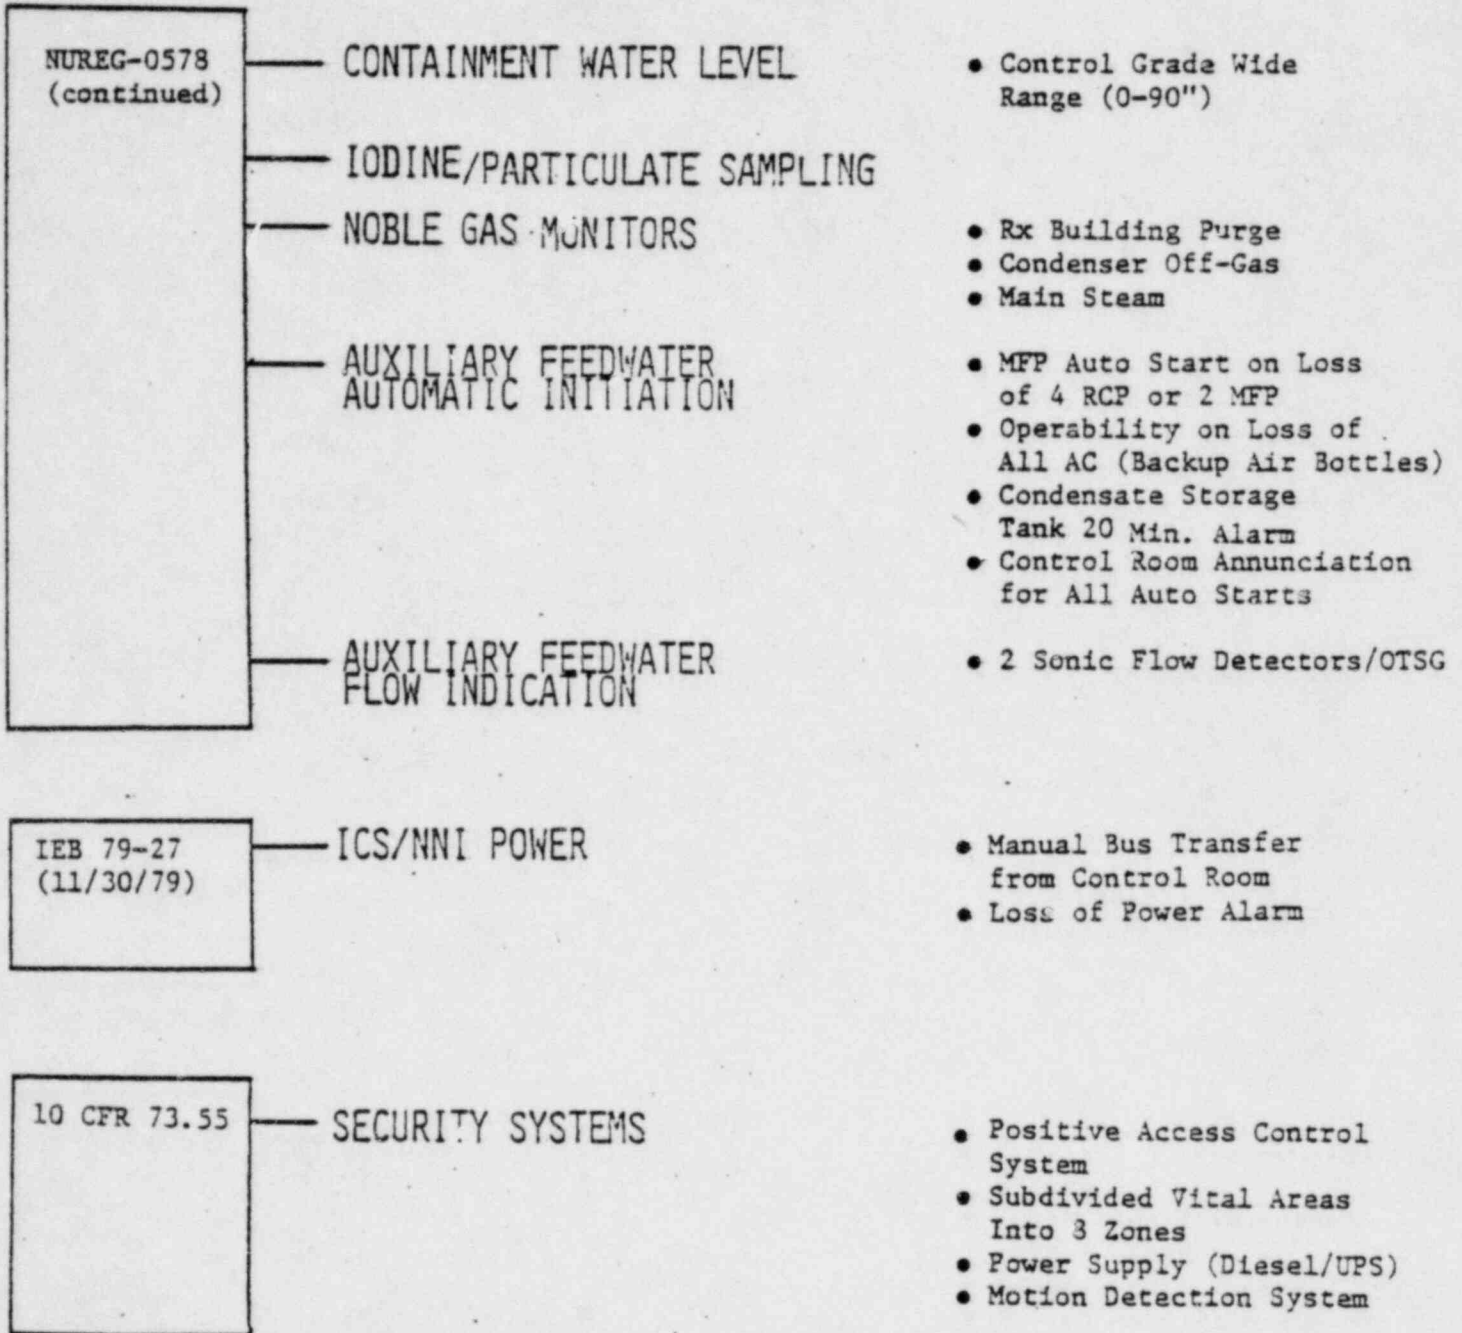 NUREG-0578
(continued)
CONTAINMENT WATER LEVEL
• Control Grade Wide
Range (0-90")
IODINE/PARTICULATE SAMPLING
NOBLE GAS MONITORS
• Rx Building Purge
• Condenser Off-Gas
• Main Steam
AUXILIARY FEEDWATER
AUTOMATIC INITIATION
• MFP Auto Start on Loss
of 4 RCP or 2 MFP
• Operability on Loss of
All AC (Backup Air Bottles)
• Condensate Storage
Tank 20 Min. Alarm
• Control Room Annunciation
for All Auto Starts
AUXILIARY FEEDWATER
FLOW INDICATION
• 2 Sonic Flow Detectors/OTSG
IEB 79-27
(11/30/79)
ICS/NNI POWER
• Manual Bus Transfer
from Control Room
• Loss of Power Alarm
10 CFR 73.55
SECURITY SYSTEMS
• Positive Access Control
System
• Subdivided Vital Areas
Into 3 Zones
• Power Supply (Diesel/UPS)
• Motion Detection System